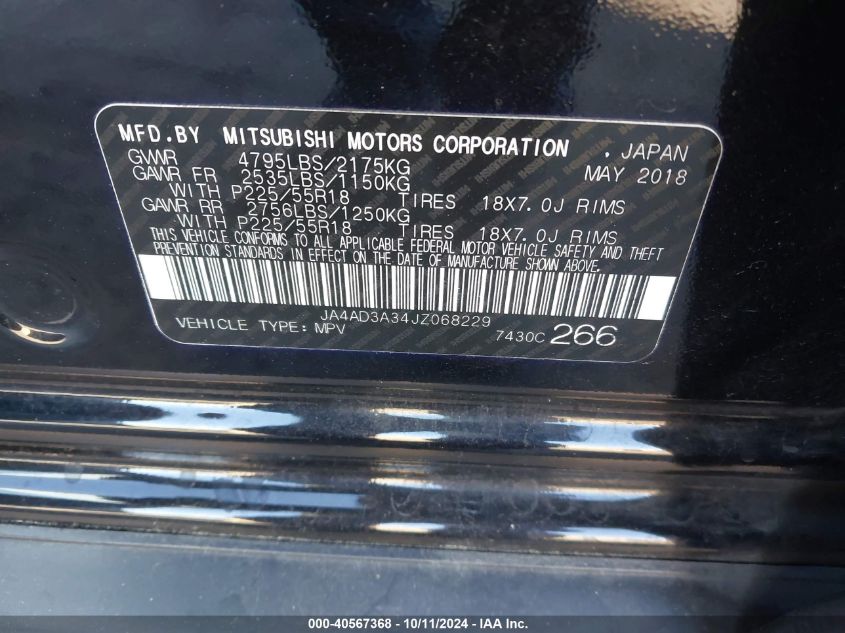 MFD.BY MITSUBISHI MOTORS CORPORATION , JAPAN
GVWR 4795LBS/2175KG MAY 2018
GAWR FR 2535LBS/1150KG
WITH P225/55R18 TIRES 18X7.0J RIMS
GAWR RR 2756LBS/1250KG
WITH P225/55R18 TIRES 18X7.0J RIMS
THIS VEHICLE CONFORMS TO ALL APPLICABLE FEDERAL MOTOR VEHICLE SAFETY AND THEFT
PREVENTION STANDARDS IN EFFECT ON THE DATE OF MANUFACTURE SHOWN ABOVE.
JA4AD3A34JZ068229
VEHICLE TYPE: MPV 7430C 266
000-40567368 - 10/11/2024 - IAA Inc.